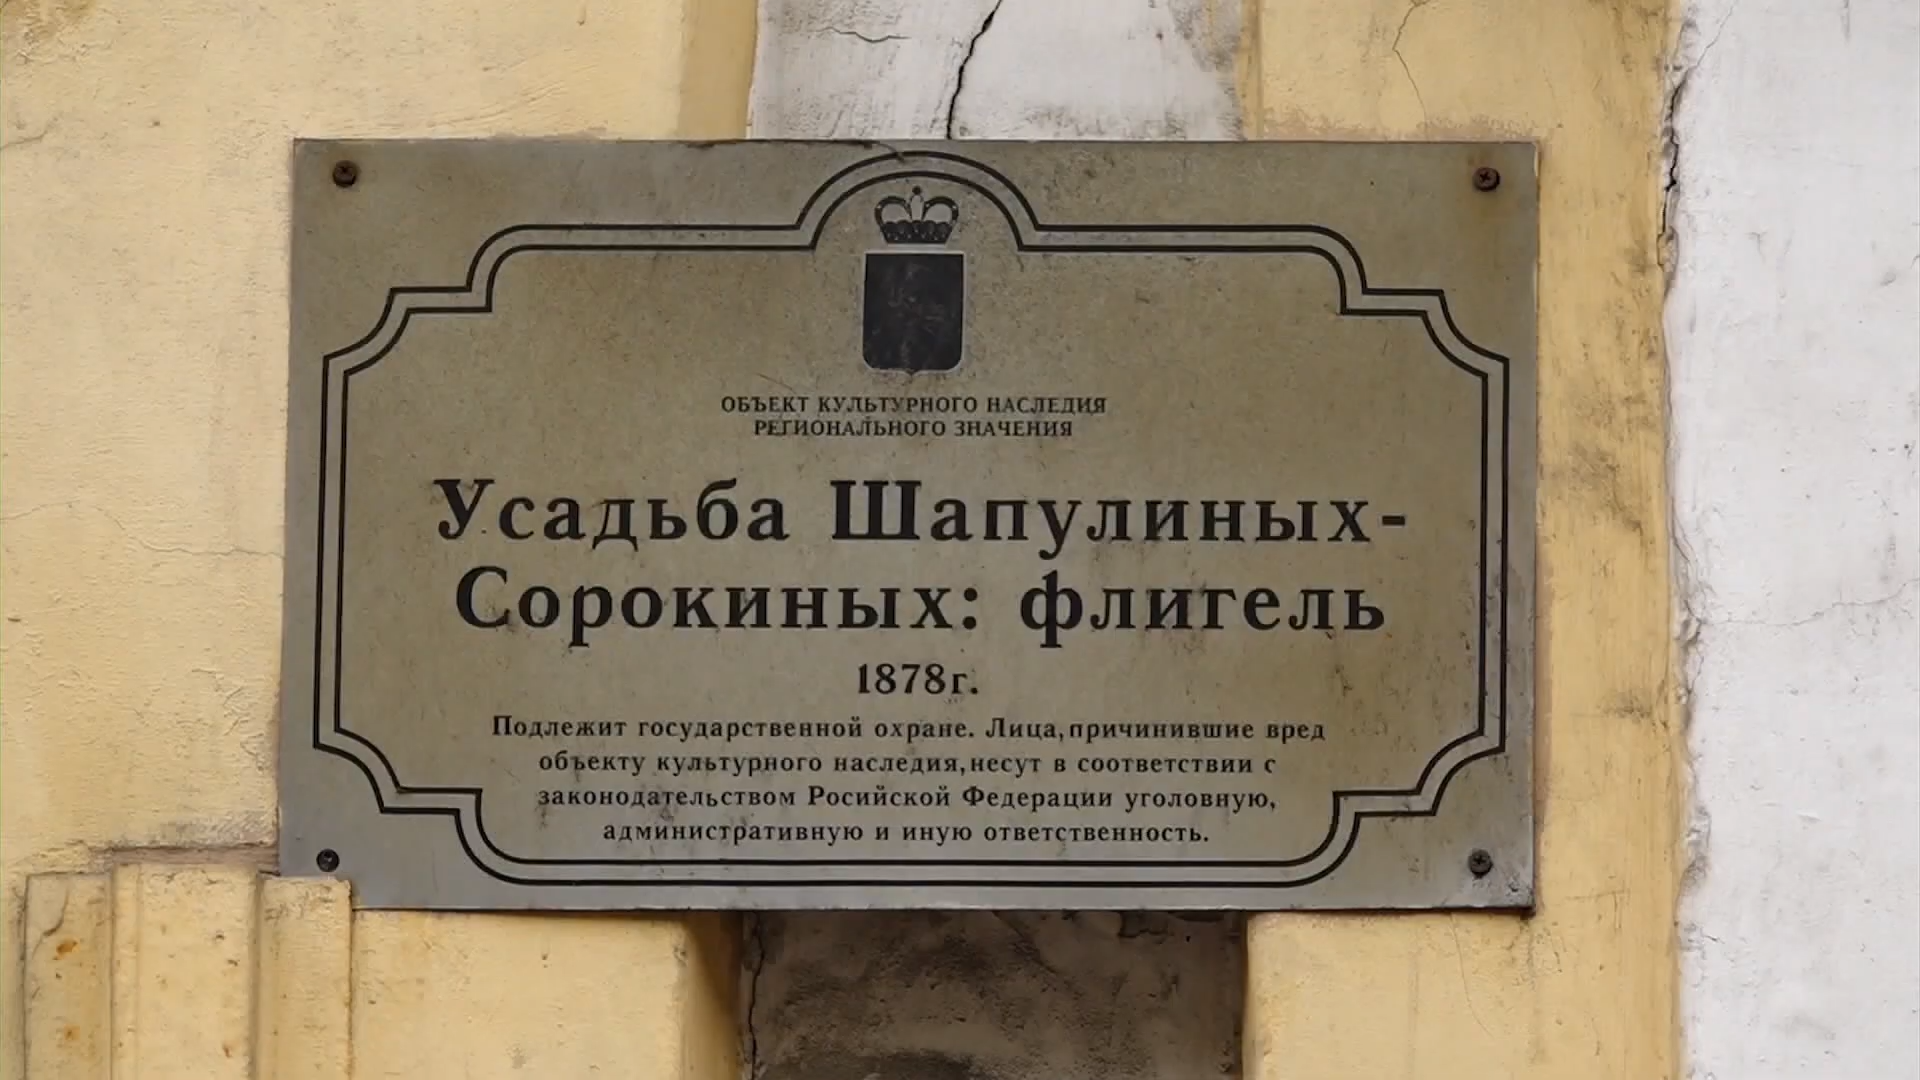 ОБЪЕКТ КУЛЬТУРНОГО НАСЛЕДИЯ
РЕГИОНАЛЬНОГО ЗНАЧЕНИЯ
Усадьба Шапулиных-
Сорокиных: флигель
1878г.
Подлежит государственной охране. Лица,причинившие вред
объекту культурного наследия,несут в соответствии с
законодательством Росийской Федерации уголовную,
административную и иную ответственность.